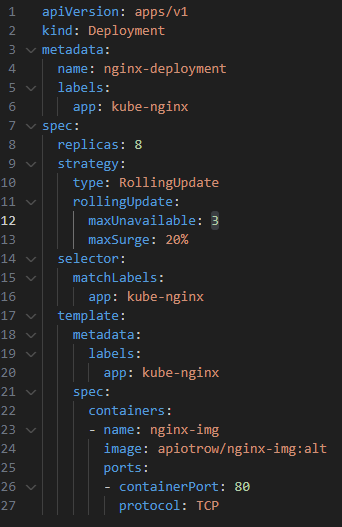 1 apiVersion: apps/v1
2 kind: Deployment
3 metadata:
4   name: nginx-deployment
5   labels:
6     app: kube-nginx
7 spec:
8   replicas: 8
9   strategy:
10     type: RollingUpdate
11     rollingUpdate:
12       maxUnavailable: 3
13       maxSurge: 20%
14   selector:
15     matchLabels:
16       app: kube-nginx
17   template:
18     metadata:
19       labels:
20         app: kube-nginx
21     spec:
22       containers:
23       - name: nginx-img
24         image: apiotrow/nginx-img:alt
25         ports:
26         - containerPort: 80
27           protocol: TCP